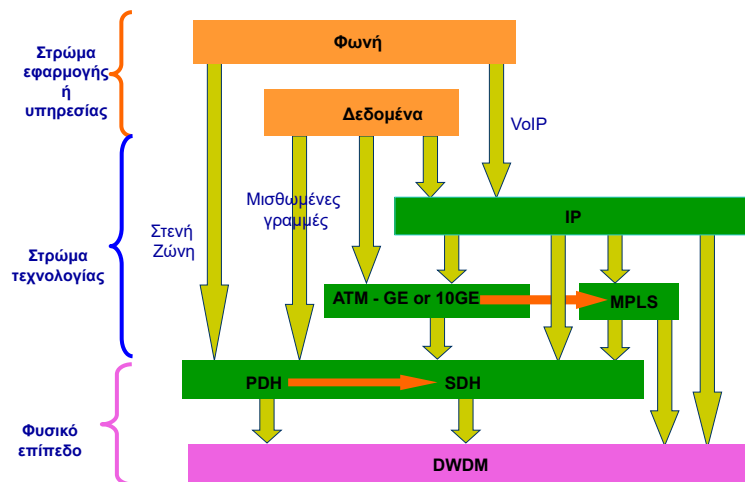 Φωνή
Στρώμα
εφαρμογής
ή
υπηρεσίας
Δεδομένα
VoIP
Μισθωμένες
γραμμές
IP
Στενή
Ζώνη
Στρώμα
τεχνολογίας
ATM - GE or 10GE
MPLS
PDH
SDH
Φυσικό
επίπεδο
DWDM